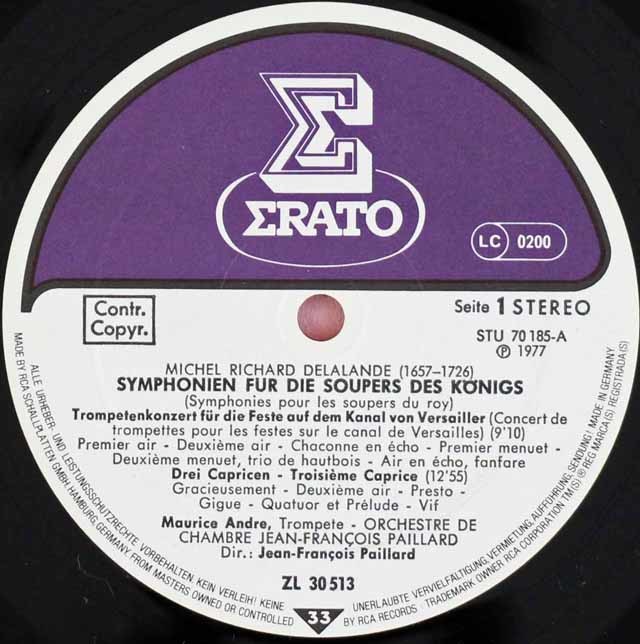 Σ
ΣRATO
LC 0200
Contr.
Copyr.
Seite 1 STEREO
STU 70 185-A
℗ 1977
MICHEL RICHARD DELALANDE (1657–1726)
SYMPHONIEN FUR DIE SOUPERS DES KÖNIGS
(Symphonies pour les soupers du roy)
Trompetenkonzert für die Feste auf dem Kanal von Versailler (Concert de
trompettes pour les festes sur le canal de Versailles) (9'10)
Premier air - Deuxième air - Chaconne en écho - Premier menuet -
Deuxième menuet, trio de hautbois - Air en écho, fanfare
Drei Capricen - Troisième Caprice (12'55)
Gracieusement - Deuxième air - Presto -
Gigue - Quatuor et Prélude - Vif
Maurice Andre, Trompete - ORCHESTRE DE
CHAMBRE JEAN-FRANÇOIS PAILLARD
Dir.: Jean-François Paillard
ZL 30 513
33
ALLE URHEBER- UND LEISTUNGSSCHUTZRECHTE VORBEHALTEN. KEIN VERLEIH! KEINE
UNERLAUBTE VERVIELFÄLTIGUNG, VERMIETUNG, AUFFÜHRUNG, SENDUNG / MADE IN GERMANY
MADE BY RCA SCHALLPLATTEN GMBH HAMBURG, GERMANY FROM MASTERS OWNED OR CONTROLLED
BY RCA RECORDS · TRADEMARK OWNER RCA CORPORATION TM(S) ® REG MARCA(S) REGISTRADA(S)